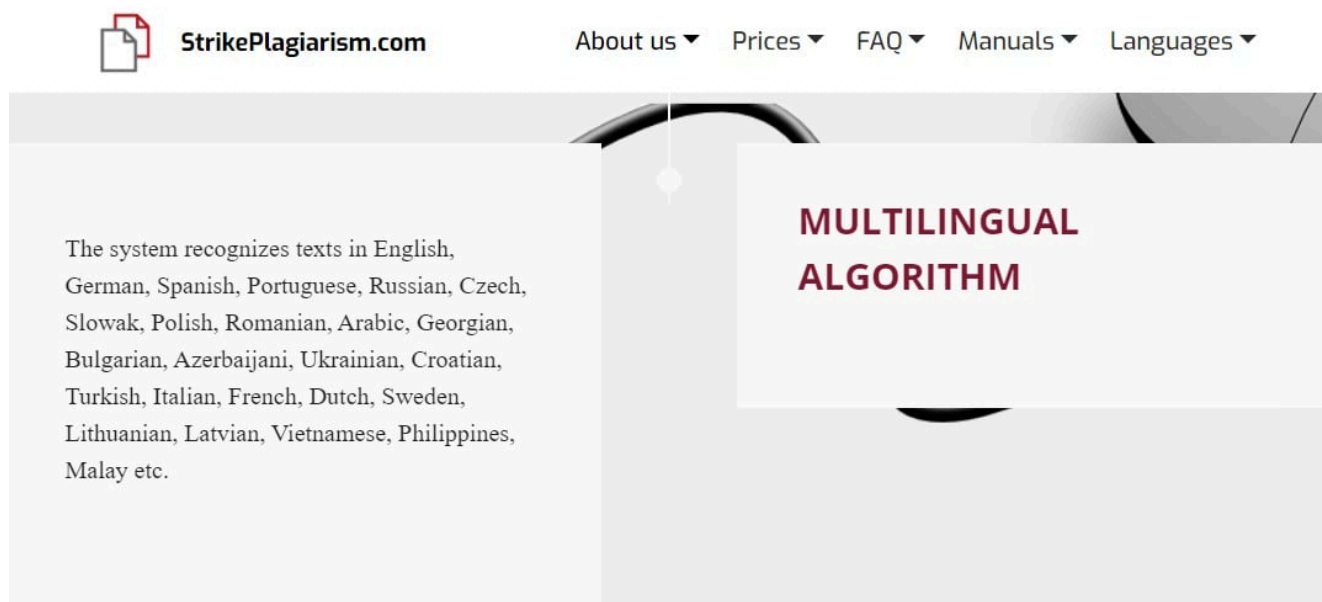 StrikePlagiarism.com
About us
Prices
FAQ
Manuals
Languages
The system recognizes texts in English,
German, Spanish, Portuguese, Russian, Czech,
Slowak, Polish, Romanian, Arabic, Georgian,
Bulgarian, Azerbaijani, Ukrainian, Croatian,
Turkish, Italian, French, Dutch, Sweden,
Lithuanian, Latvian, Vietnamese, Philippines,
Malay etc.
MULTILINGUAL
ALGORITHM